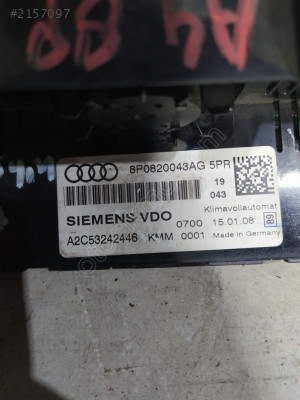 #2157097
A4 B8
8P0820043AG 5PR
19
043
SIEMENS VDO
Klimavollautomat
0700 15.01.08 B9
A2C53242446 KMM 0001 Made in Germany